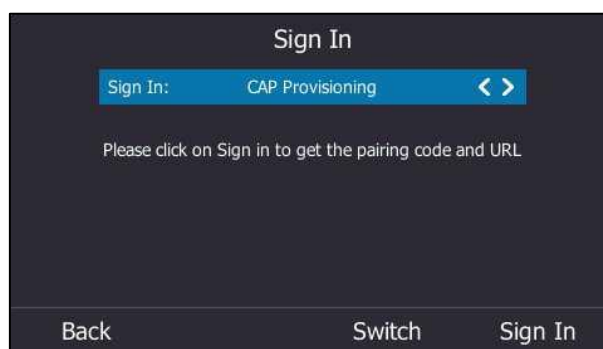 Sign In
Sign In: CAP Provisioning
Please click on Sign in to get the pairing code and URL
Back Switch Sign In